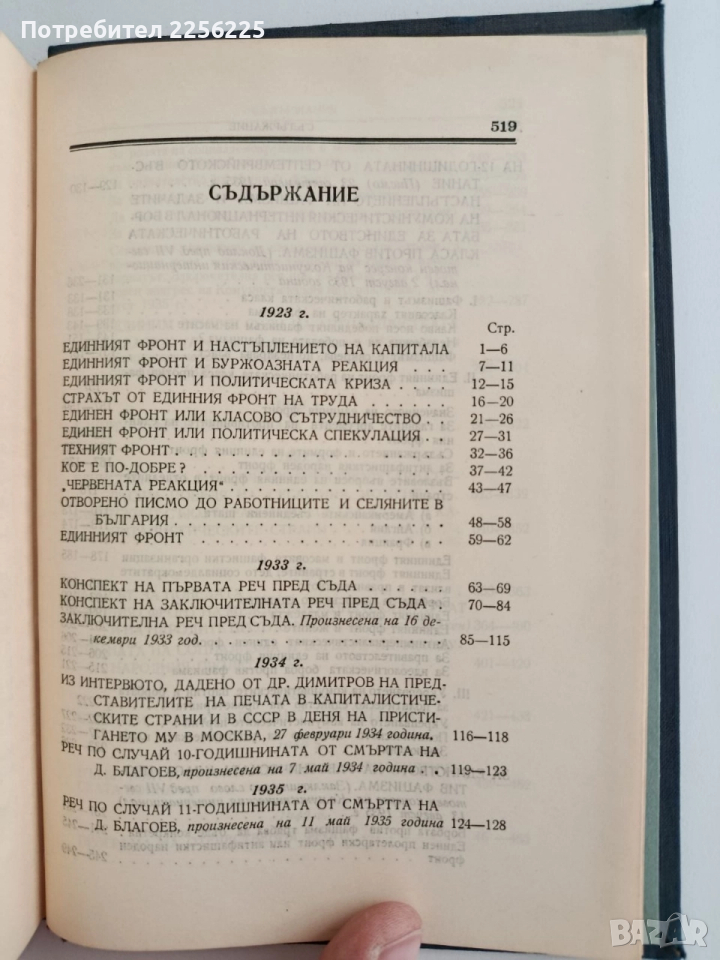 Потребител 2256225
519
СЪДЪРЖАНИЕ
1923 г.
Стр.
ЕДИННИЯТ ФРОНТ И НАСТЪПЛЕНИЕТО НА КАПИТАЛА 1—6
ЕДИННИЯТ ФРОНТ И БУРЖОАЗНАТА РЕАКЦИЯ . . . 7—11
ЕДИННИЯТ ФРОНТ И ПОЛИТИЧЕСКАТА КРИЗА . . . 12—15
СТРАХЪТ ОТ ЕДИННИЯ ФРОНТ НА ТРУДА . . . . . . 16—20
ЕДИНЕН ФРОНТ ИЛИ КЛАСОВО СЪТРУДНИЧЕСТВО . . 21—26
ЕДИНЕН ФРОНТ ИЛИ ПОЛИТИЧЕСКА СПЕКУЛАЦИЯ . . 27—31
ТЕХНИЯТ ФРОНТ . . . . . . . . . . . . . . . . 32—36
КОЕ Е ПО-ДОБРЕ? . . . . . . . . . . . . . . . 37—42
„ЧЕРВЕНАТА РЕАКЦИЯ“ . . . . . . . . . . . . . 43—47
ОТВОРЕНО ПИСМО ДО РАБОТНИЦИТЕ И СЕЛЯНИТЕ В
БЪЛГАРИЯ . . . . . . . . . . . . . . . . . 48—58
ЕДИННИЯТ ФРОНТ . . . . . . . . . . . . . . . 59—62
1933 г.
КОНСПЕКТ НА ПЪРВАТА РЕЧ ПРЕД СЪДА . . . . . . 63—69
КОНСПЕКТ НА ЗАКЛЮЧИТЕЛНАТА РЕЧ ПРЕД СЪДА . 70—84
ЗАКЛЮЧИТЕЛНА РЕЧ ПРЕД СЪДА. Произнесена на 16 де-
кември 1933 год. . . . . . . . . . . . . . . 85—115
1934 г.
ИЗ ИНТЕРВЮТО, ДАДЕНО ОТ ДР. ДИМИТРОВ НА ПРЕД-
СТАВИТЕЛИТЕ НА ПЕЧАТА В КАПИТАЛИСТИЧЕ-
СКИТЕ СТРАНИ И В СССР В ДЕНЯ НА ПРИСТИ-
ГАНЕТО МУ В МОСКВА, 27 февруари 1934 година. 116—118
РЕЧ ПО СЛУЧАЙ 10-ГОДИШНИНАТА ОТ СМЪРТТА НА
Д. БЛАГОЕВ, произнесена на 7 май 1934 година . . 119—123
1935 г.
РЕЧ ПО СЛУЧАЙ 11-ГОДИШНИНАТА ОТ СМЪРТТА НА
Д. БЛАГОЕВ, произнесена на 11 май 1935 година 124—128
BAZAR